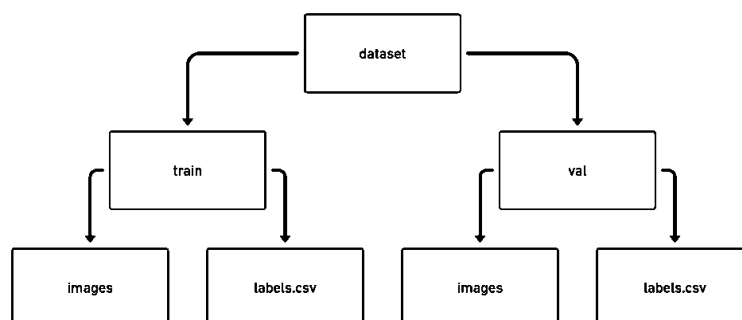 dataset
train
val
images
labels.csv
images
labels.csv